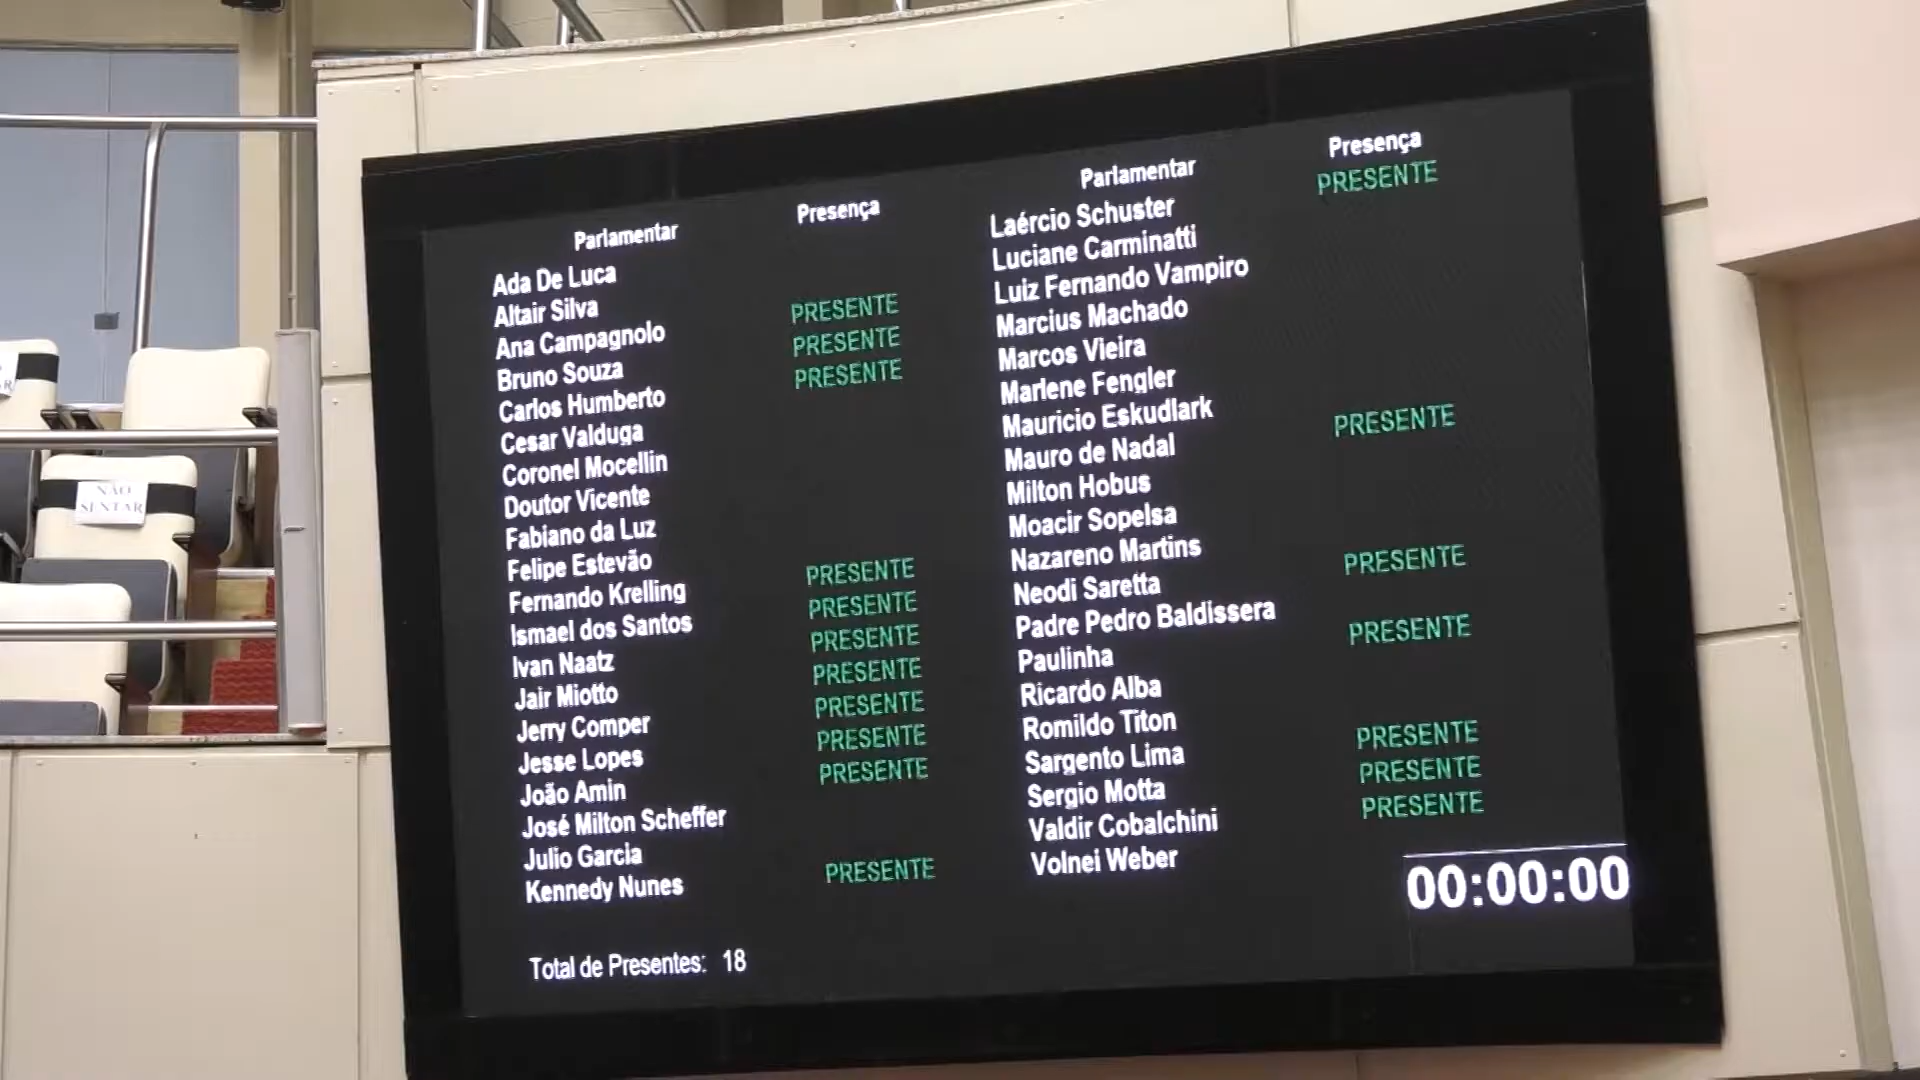 Parlamentar Presença
Ada De Luca
Altair Silva
Ana Campagnolo PRESENTE
Bruno Souza PRESENTE
Carlos Humberto PRESENTE
Cesar Valduga
Coronel Mocellin
Doutor Vicente
Fabiano da Luz
Felipe Estevão
Fernando Krelling PRESENTE
Ismael dos Santos PRESENTE
Ivan Naatz PRESENTE
Jair Miotto PRESENTE
Jerry Comper PRESENTE
Jesse Lopes PRESENTE
João Amin PRESENTE
José Milton Scheffer
Julio Garcia
Kennedy Nunes PRESENTE
Total de Presentes: 18
Parlamentar Presença
Laércio Schuster PRESENTE
Luciane Carminatti
Luiz Fernando Vampiro
Marcius Machado
Marcos Vieira
Marlene Fengler
Mauricio Eskudlark
Mauro de Nadal PRESENTE
Milton Hobus
Moacir Sopelsa
Nazareno Martins
Neodi Saretta PRESENTE
Padre Pedro Baldissera
Paulinha PRESENTE
Ricardo Alba
Romildo Titon
Sargento Lima PRESENTE
Sergio Motta PRESENTE
Valdir Cobalchini PRESENTE
Volnei Weber
00:00:00
NÃO
SENTAR